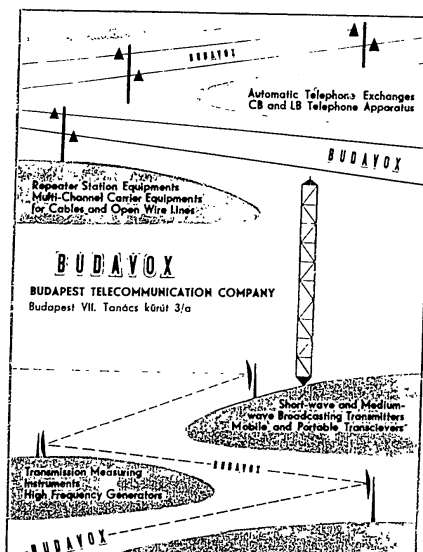 BUDAVOX
Automatic Telephone Exchanges
CB and LB Telephone Apparatus
BUDAVOX
Repeater Station Equipments
Multi-Channel Carrier Equipments
for Cables and Open Wire Lines
BUDAVOX
BUDAPEST TELECOMMUNICATION COMPANY
Budapest VII. Tanács kürút 3/a
Short-wave and Medium-
wave Broadcasting Transmitters
Mobile and Portable Transcievers
BUDAVOX
Transmission Measuring
Instruments
High Frequency Generators
BUDAVOX